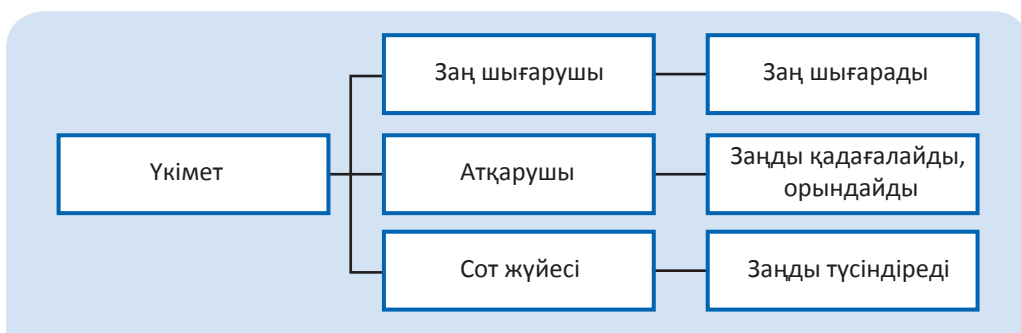 Заң шығарушы
Заң шығарады
Үкімет
Атқарушы
Заңды қадағалайды,
орындайды
Сот жүйесі
Заңды түсіндіреді